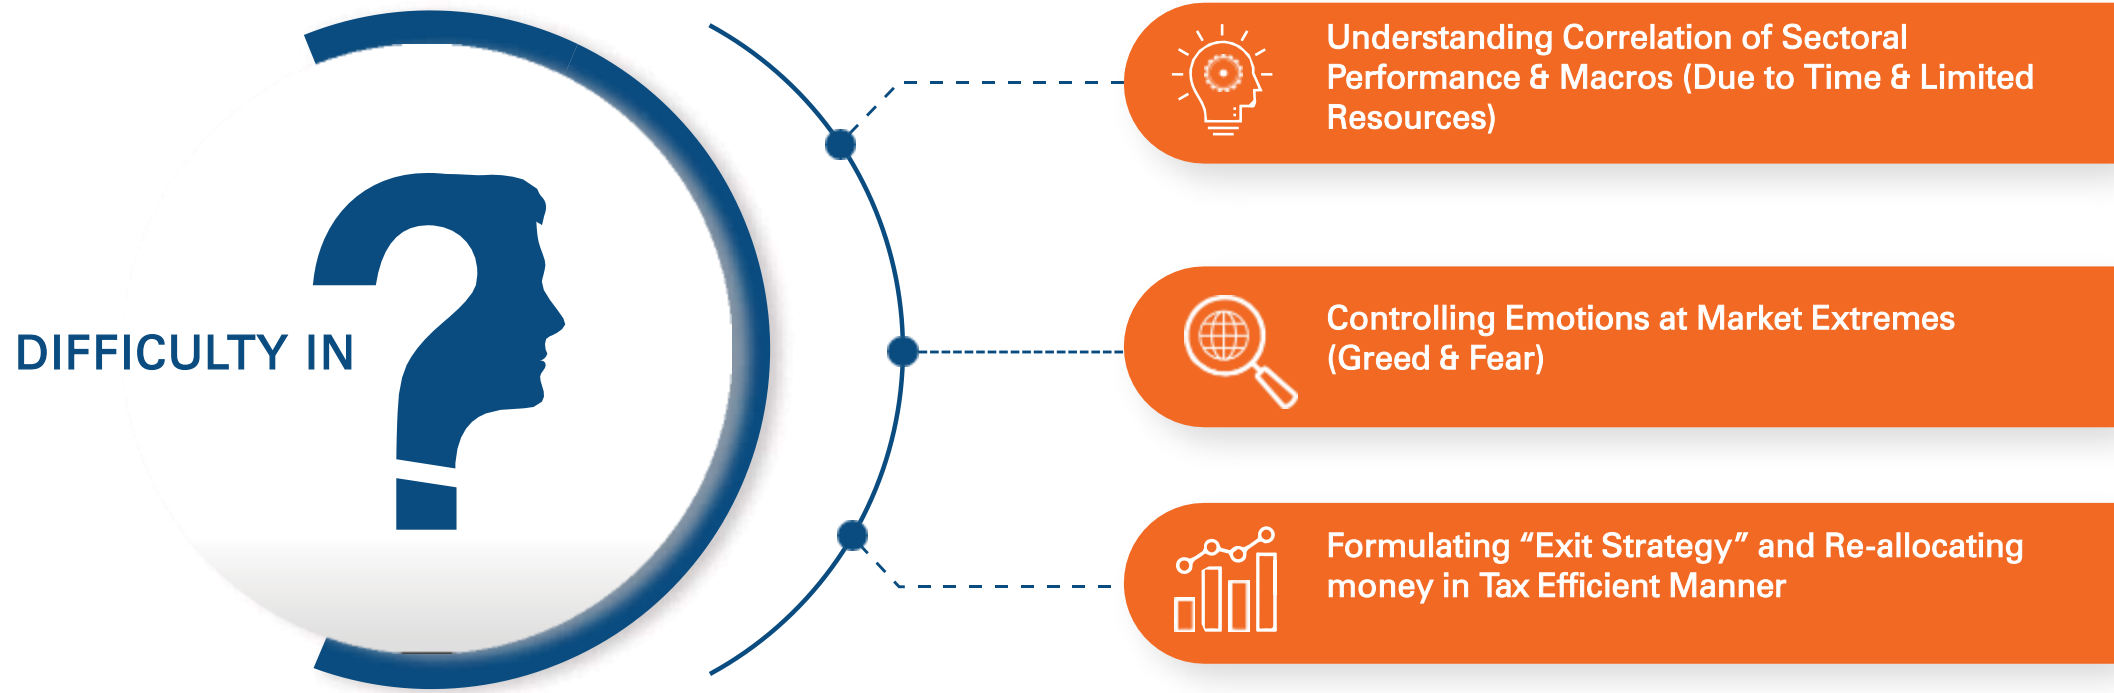 DIFFICULTY IN
Understanding Correlation of Sectoral
Performance & Macros (Due to Time & Limited
Resources)
Controlling Emotions at Market Extremes
(Greed & Fear)
Formulating “Exit Strategy” and Re-allocating
money in Tax Efficient Manner